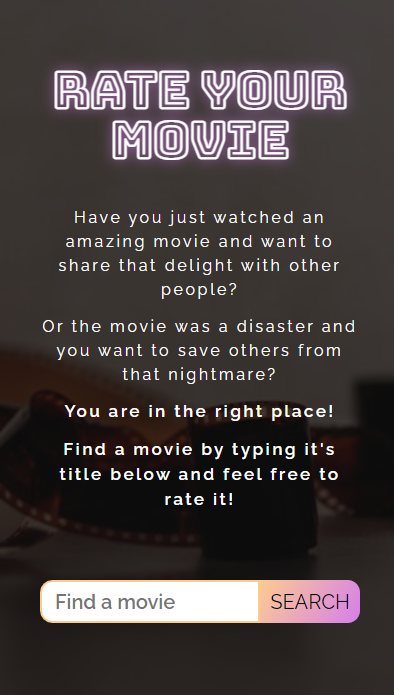 RATE YOUR
MOVIE
Have you just watched an
amazing movie and want to
share that delight with other
people?
Or the movie was a disaster and
you want to save others from
that nightmare?
You are in the right place!
Find a movie by typing it's
title below and feel free to
rate it!
Find a movie SEARCH